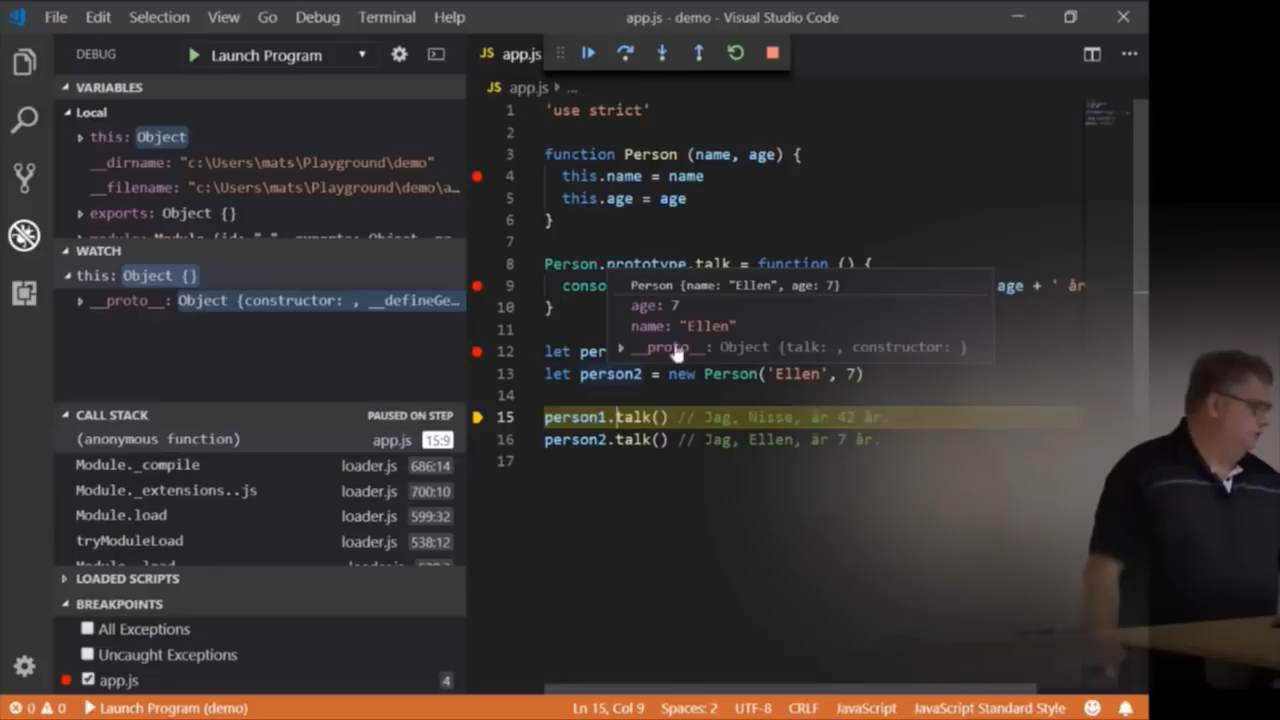 File Edit Selection View Go Debug Terminal Help
app.js - demo - Visual Studio Code
DEBUG
Launch Program
VARIABLES
Local
this: Object
__dirname: "c:\Users\mats\Playground\demo"
__filename: "c:\Users\mats\Playground\demo\a...
exports: Object {}
WATCH
this: Object {}
__proto__: Object {constructor: , __defineGe...
CALL STACK
PAUSED ON STEP
(anonymous function) app.js 15:9
Module._compile loader.js 686:14
Module._extensions..js loader.js 700:10
Module.load loader.js 599:32
tryModuleLoad loader.js 538:12
LOADED SCRIPTS
BREAKPOINTS
All Exceptions
Uncaught Exceptions
app.js 4
JS app.js
JS app.js ...
1 'use strict'
2
3 function Person (name, age) {
4 this.name = name
5 this.age = age
6 }
7
8 Person.prototype.talk = function () {
9 conso age + ' år
10 }
11
12 let per
13 let person2 = new Person('Ellen', 7)
14
15 person1.talk() // Jag, Nisse, är 42 år.
16 person2.talk() // Jag, Ellen, är 7 år.
17
Person {name: "Ellen", age: 7}
age: 7
name: "Ellen"
__proto__: Object {talk: , constructor: }
0 0 Launch Program (demo) Ln 15, Col 9 Spaces: 2 UTF-8 CRLF JavaScript JavaScript Standard Style